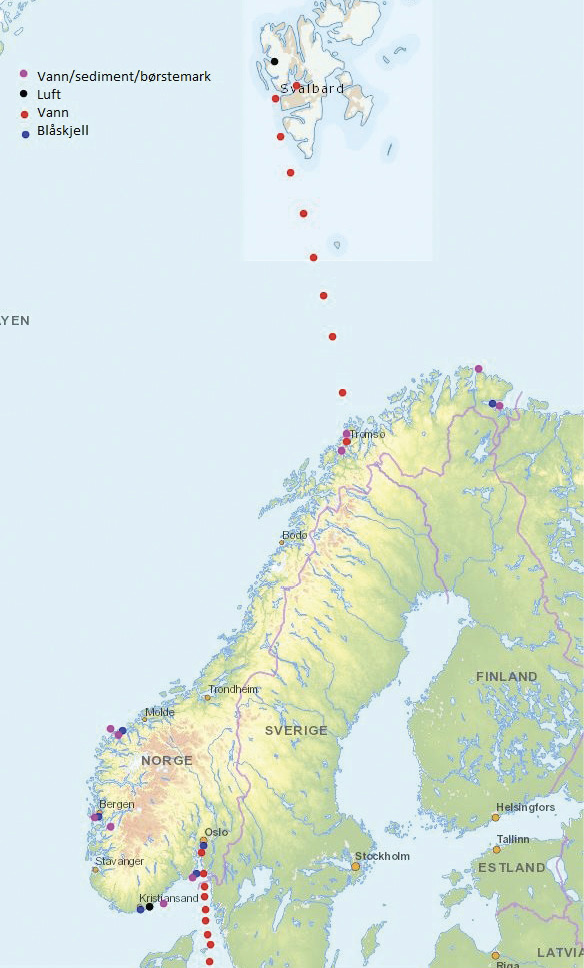 Vann/sediment/børstemark
Luft
Vann
Blåskjell
Svalbard
YEN
Tromsø
Bodø
FINLAND
Trondheim
Molde
SVERIGE
NORGE
Bergen
Helsingfors
Oslo
Tallinn
Stockholm
Stavanger
ESTLAND
Kristiansand
LATVIA
Riga